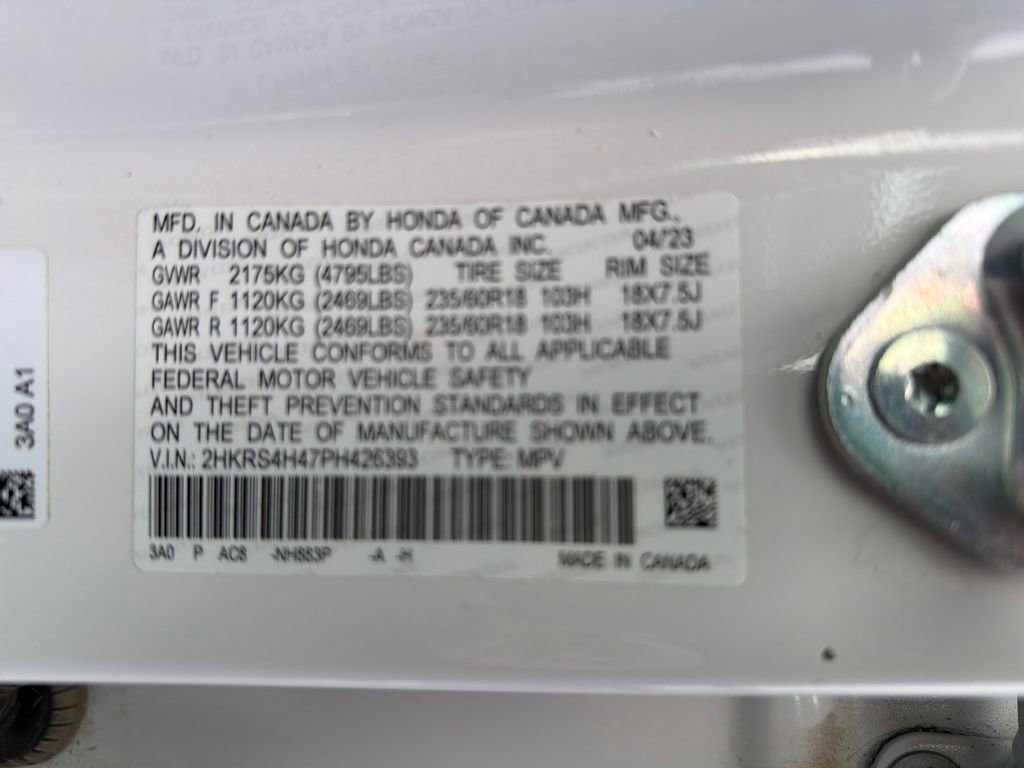 MFD. IN CANADA BY HONDA OF CANADA MFG.,
A DIVISION OF HONDA CANADA INC. 04/23
GWWR 2175KG (4795LBS) TIRE SIZE RIM SIZE
GAWR F 1120KG (2469LBS) 235/60R18 103H 18X7.5J
GAWR R 1120KG (2469LBS) 235/60R18 103H 18X7.5J
THIS VEHICLE CONFORMS TO ALL APPLICABLE
FEDERAL MOTOR VEHICLE SAFETY
AND THEFT PREVENTION STANDARDS IN EFFECT
ON THE DATE OF MANUFACTURE SHOWN ABOVE.
V.I.N.: 2HKRS4H47PH426393 TYPE: MPV
3A0 P AC8 -NH883P -A -H MADE IN CANADA
3A0 A1